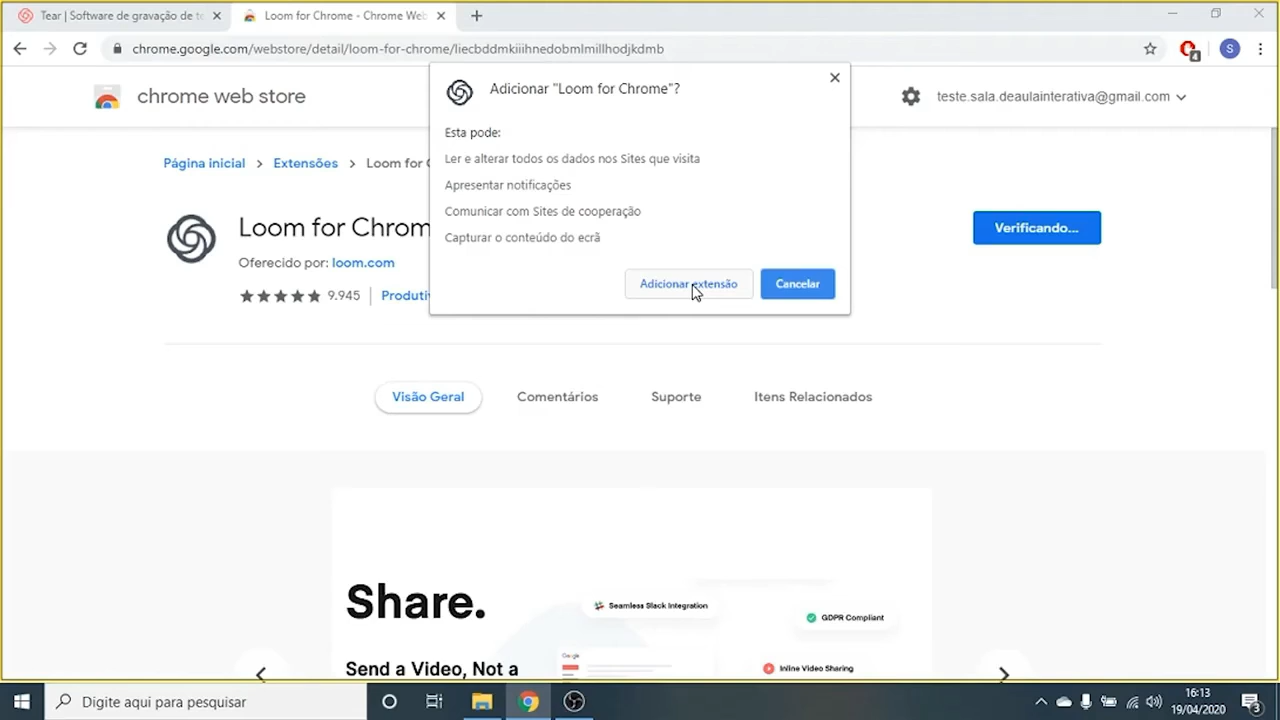 Tear | Software de gravação de te
Loom for Chrome - Chrome Web
chrome.google.com/webstore/detail/loom-for-chrome/liecbddmkiiihnedobmlmillhodjkdmb
4
S
chrome web store
teste.sala.deaulainterativa@gmail.com
Adicionar "Loom for Chrome"?
Esta pode:
Ler e alterar todos os dados nos Sites que visita
Apresentar notificações
Comunicar com Sites de cooperação
Capturar o conteúdo do ecrã
Adicionar extensão
Cancelar
Página inicial > Extensões > Loom for C
Loom for Chrom
Verificando...
Oferecido por: loom.com
9.945
Produtiv
Visão Geral
Comentários
Suporte
Itens Relacionados
Share.
Send a Video, Not a
Seamless Slack Integration
GDPR Compliant
Google
Inline Video Sharing
Digite aqui para pesquisar
16:13
19/04/2020
3